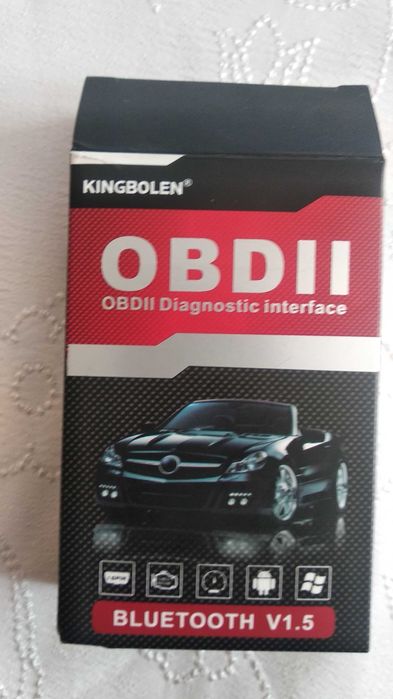 KINGBOLEN®
OBDII
OBDII Diagnostic interface
BLUETOOTH V1.5